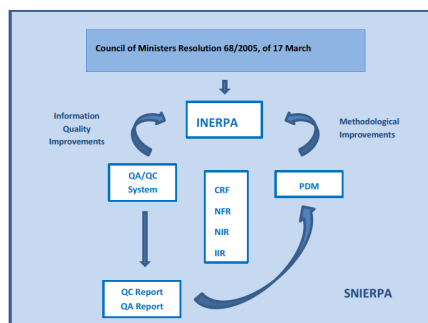 Council of Ministers Resolution 68/2005, of 17 March
INERPA
Information
Quality
Improvements
Methodological
Improvements
QA/QC
System
CRF
NFR
NIR
IIR
PDM
QC Report
QA Report
SNIERPA